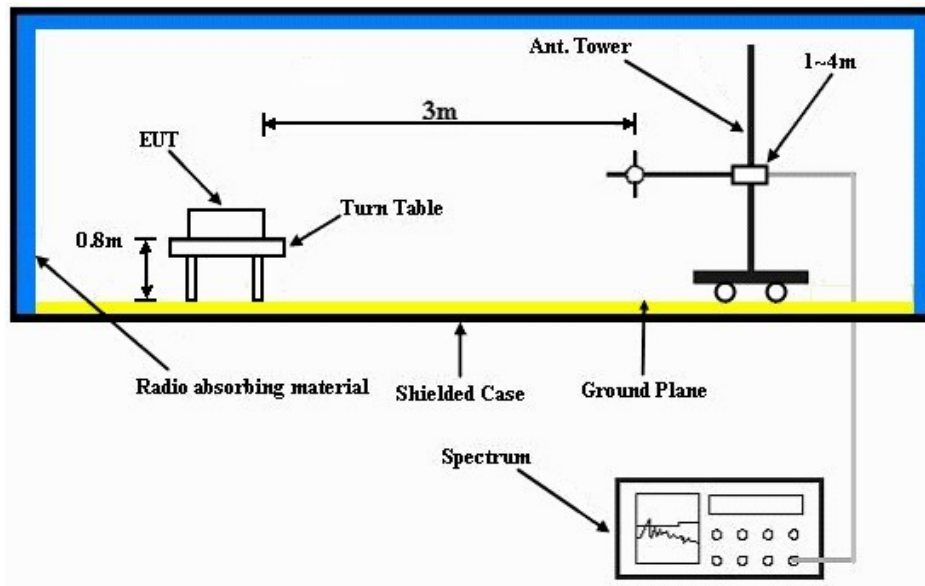 Ant. Tower
1~4m
3m
EUT
Turn Table
0.8m
Radio absorbing material
Shielded Case
Ground Plane
Spectrum